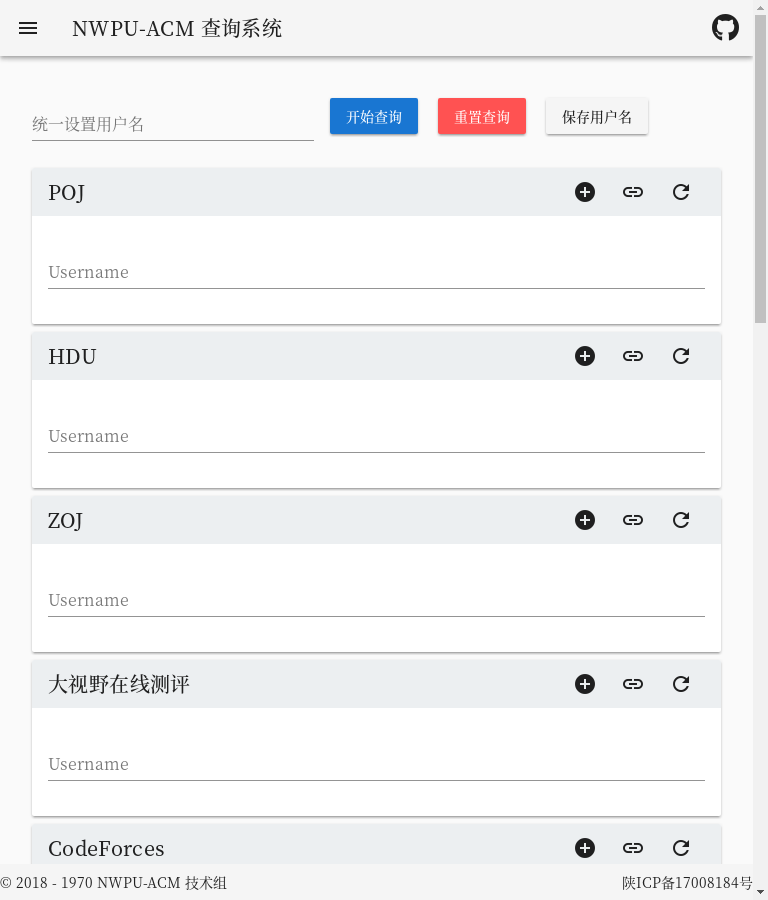 NWPU-ACM 查询系统
统一设置用户名
开始查询
重置查询
保存用户名
POJ
Username
HDU
Username
ZOJ
Username
大视野在线测评
Username
CodeForces
© 2018 - 1970 NWPU-ACM 技术组
陕ICP备17008184号